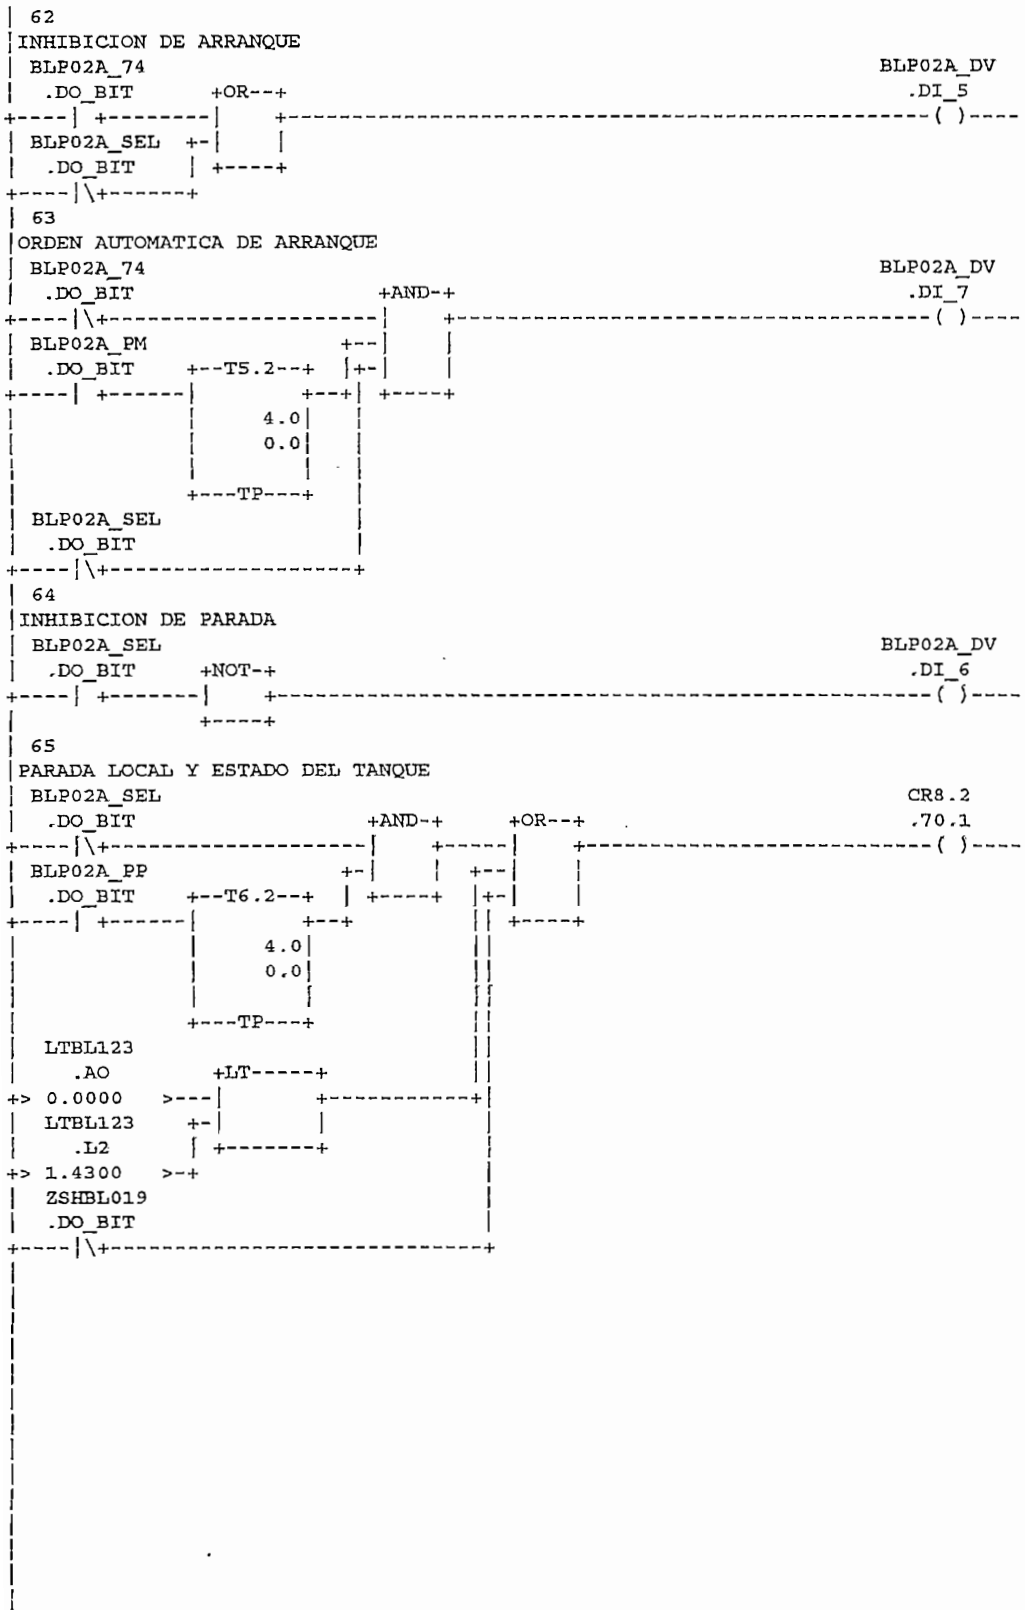 62
INHIBICION DE ARRANQUE
BLP02A_74 BLP02A_DV
.DO_BIT +OR--+ .DI_5
BLP02A_SEL
.DO_BIT
63
ORDEN AUTOMATICA DE ARRANQUE
BLP02A_74 BLP02A_DV
.DO_BIT +AND-+ .DI_7
BLP02A_PM
.DO_BIT +--T5.2--+
4.0
0.0
+---TP---+
BLP02A_SEL
.DO_BIT
64
INHIBICION DE PARADA
BLP02A_SEL BLP02A_DV
.DO_BIT +NOT-+ .DI_6
65
PARADA LOCAL Y ESTADO DEL TANQUE
BLP02A_SEL CR8.2
.DO_BIT +AND-+ +OR--+ .70.1
BLP02A_PP
.DO_BIT +--T6.2--+
4.0
0.0
+---TP---+
LTBL123
.AO +LT-----+
+> 0.0000 >---
LTBL123
.L2
+> 1.4300 >-+
ZSHBL019
.DO_BIT